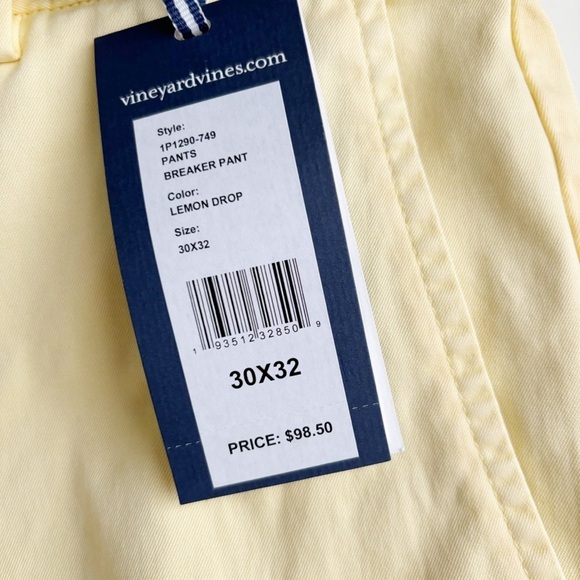 vineyardvines.com
Style:
1P1290-749
PANTS
BREAKER PANT
Color:
LEMON DROP
Size:
30X32
1 93512 32850 9
30X32
PRICE: $98.50